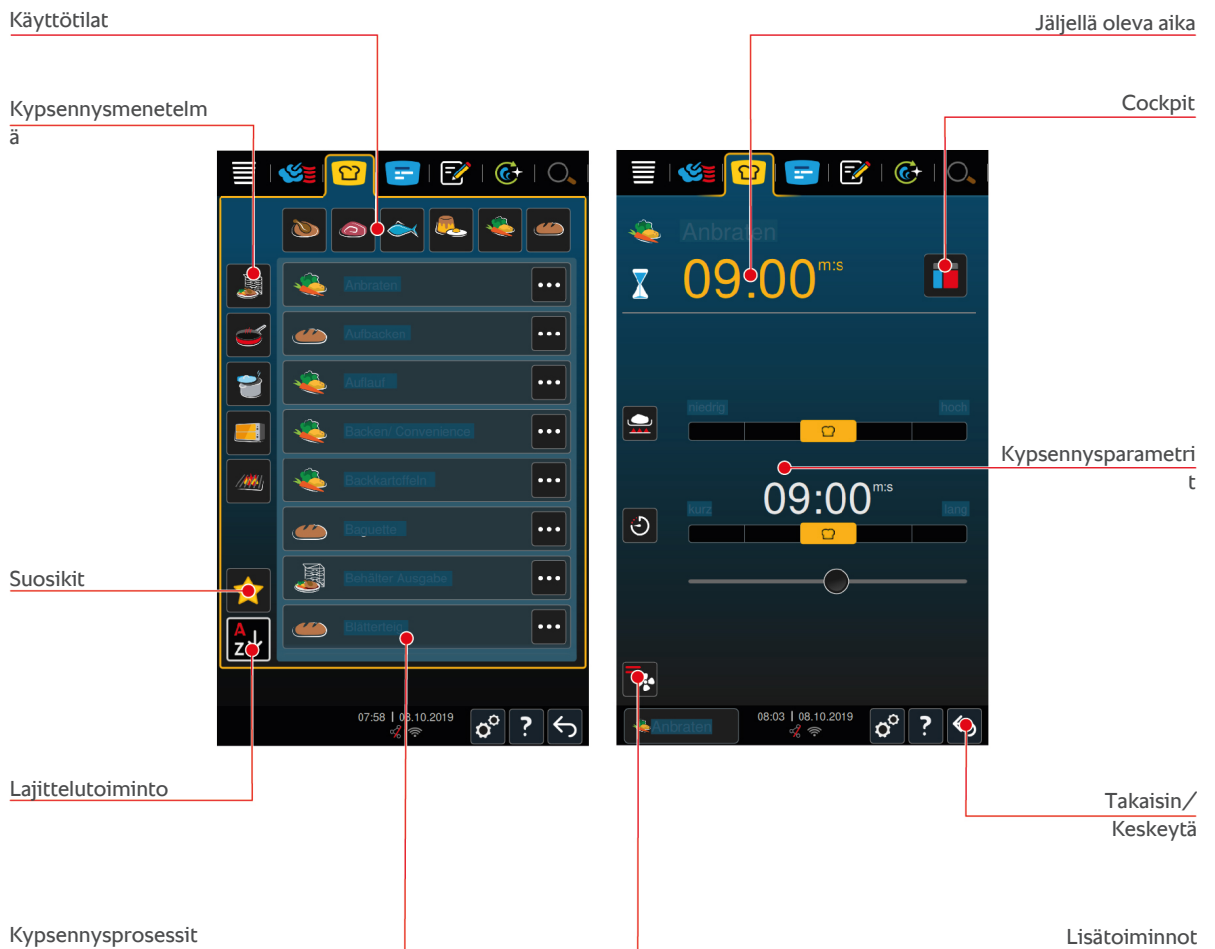 Käyttötilat
Jäljellä oleva aika
Kypsennysmenetelm
ä
Cockpit
Anbraten
Aufbacken
Auflauf
Backen/ Convenience
Backkartoffeln
Baguette
Behälter Ausgabe
Blätterteig
A
Z
07:58 | 08.10.2019
?
Anbraten
09:00 m:s
niedrig
hoch
09:00 m:s
kurz
lang
Anbraten
08:03 | 08.10.2019
?
Kypsennysparametri
t
Suosikit
Lajittelutoiminto
Takaisin/
Keskeytä
Kypsennysprosessit
Lisätoiminnot